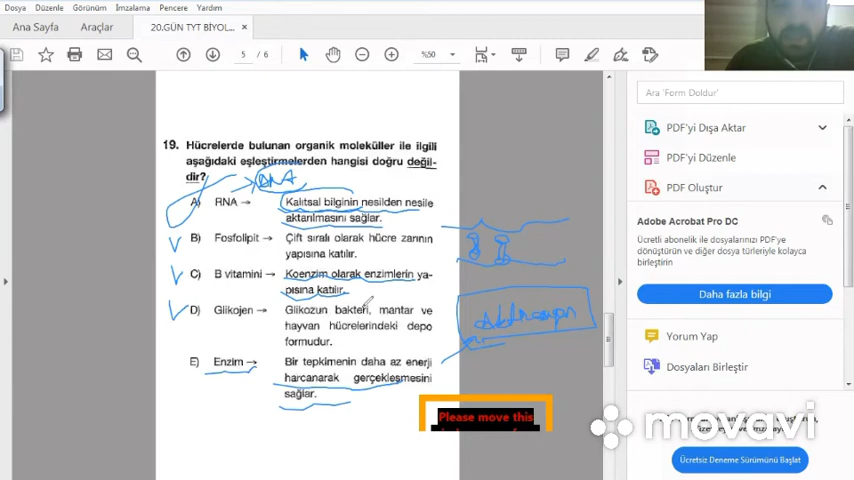 Dosya Düzenle Görünüm İmzalama Pencere Yardım
Ana Sayfa Araçlar 20.GÜN TYT BİYOL... ×
5 / 6 %50
Ara 'Form Doldur'
PDF'yi Dışa Aktar
PDF'yi Düzenle
PDF Oluştur
Adobe Acrobat Pro DC
Ücretsiz olarak dosyalarınızı PDF
dönüştürün ve diğer dosya türleriyle kolayca
birleştirin
Daha fazla bilgi
Yorum Yap
Dosyaları Birleştir
Ücretsiz Deneme Sürümünü Başlat
19. Hücrelerde bulunan organik moleküller ile ilgili
aşağıdaki eşleştirmelerden hangisi doğru değil-
dir?
DNA
A) RNA → Kalıtsal bilginin nesilden nesile
aktarılmasını sağlar.
B) Fosfolipit → Çift sıralı olarak hücre zarının
yapısına katılır.
C) B vitamini → Koenzim olarak enzimlerin ya-
pısına katılır.
D) Glikojen → Glikozun bakteri, mantar ve
hayvan hücrelerindeki depo
formudur.
E) Enzim → Bir tepkimenin daha az enerji
harcanarak gerçekleşmesini
sağlar.
Please move this
movavi